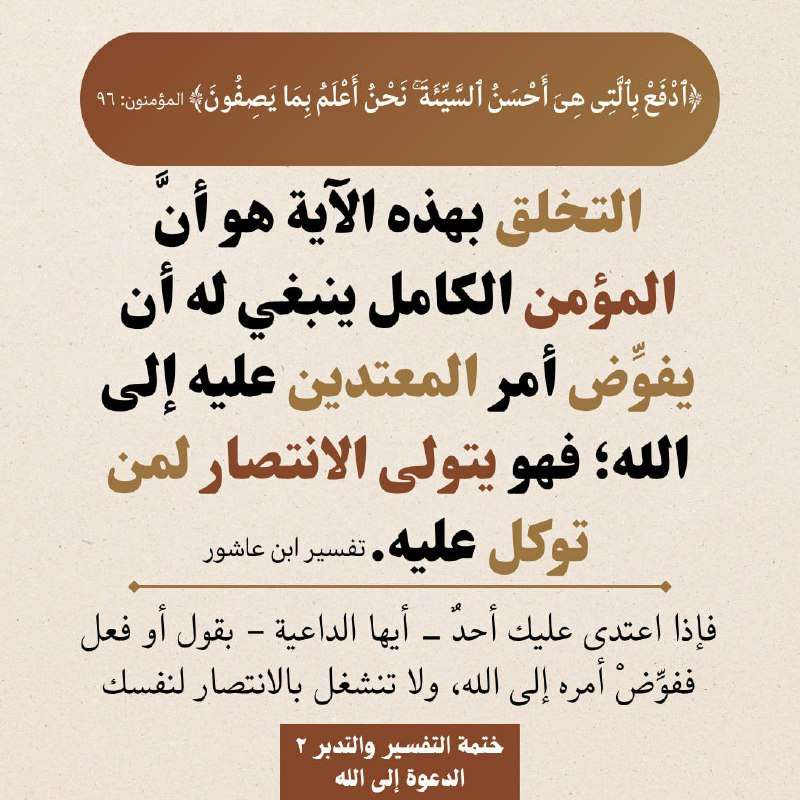 ﴿ٱدْفَعْ بِٱلَّتِى هِىَ أَحْسَنُ ٱلسَّيِّئَةَ ۚ نَحْنُ أَعْلَمُ بِمَا يَصِفُونَ﴾ المؤمنون: ٩٦
التخلق بهذه الآية هو أنَّ
المؤمن الكامل ينبغي له أن
يفوِّض أمر المعتدين عليه إلى
الله؛ فهو يتولى الانتصار لمن
توكل عليه. تفسير ابن عاشور
فإذا اعتدى عليك أحدٌ – أيها الداعية – بقول أو فعل
ففوِّضْ أمره إلى الله، ولا تنشغل بالانتصار لنفسك
ختمة التفسير والتدبر ٢
الدعوة إلى الله